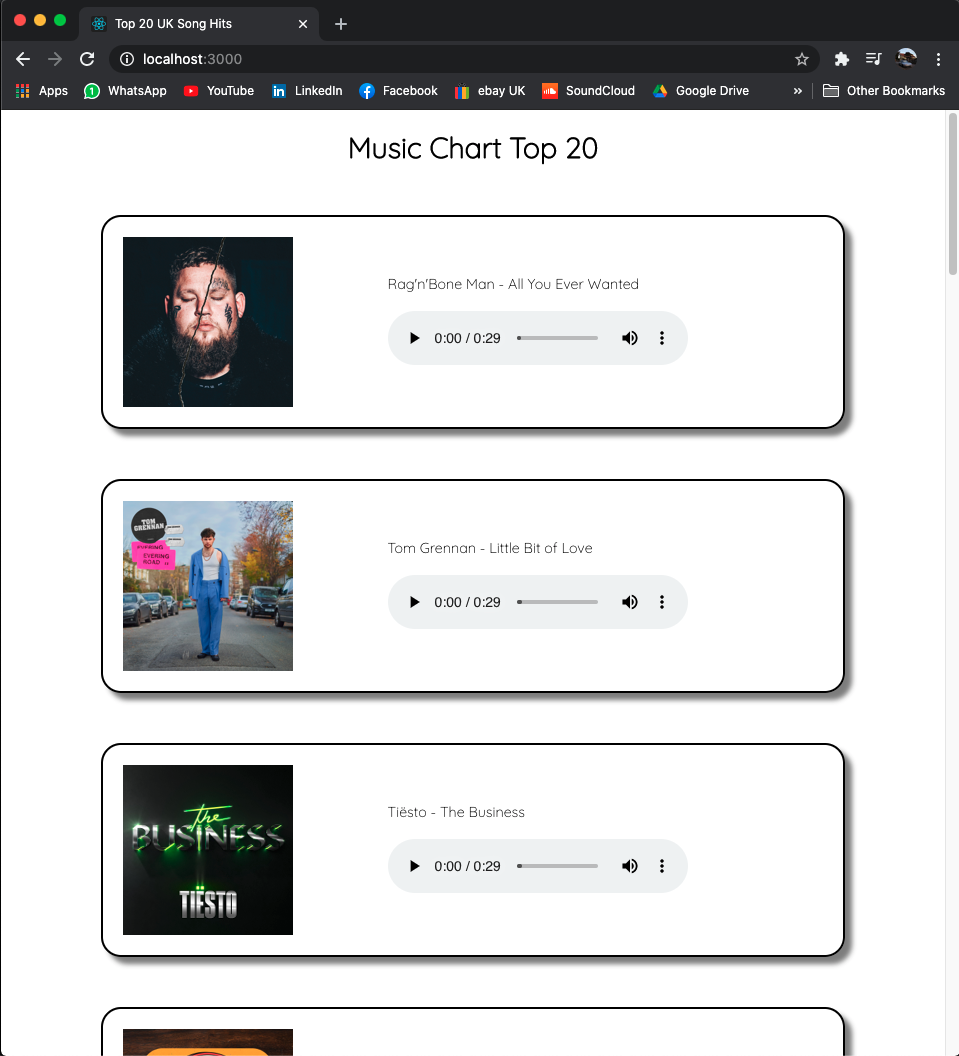 Top 20 UK Song Hits
localhost:3000
Apps
1
WhatsApp
YouTube
LinkedIn
Facebook
ebay UK
SoundCloud
Google Drive
»
Other Bookmarks
Music Chart Top 20
Rag'n'Bone Man - All You Ever Wanted
0:00 / 0:29
TOM
GRENNAN
EVERING
EVERING
ROAD
Tom Grennan - Little Bit of Love
0:00 / 0:29
the
BUSINESS
TIËSTO
Tiësto - The Business
0:00 / 0:29